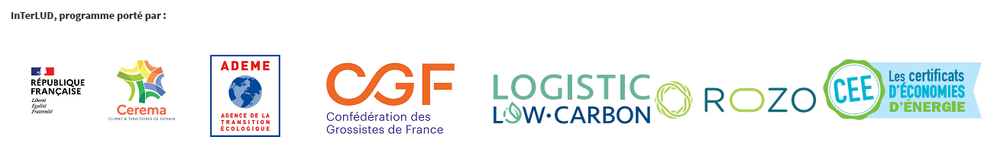 InTerLUD, programme porté par :
RÉPUBLIQUE
FRANÇAISE
Liberté
Égalité
Fraternité
Cerema
CLIMAT & TERRITOIRES DE DEMAIN
ADEME
AGENCE DE LA
TRANSITION
ÉCOLOGIQUE
CGF
Confédération des
Grossistes de France
LOGISTIC
LOW·CARBON
ROZO
CEE
Les certificats
D'ÉCONOMIES
D'ÉNERGIE